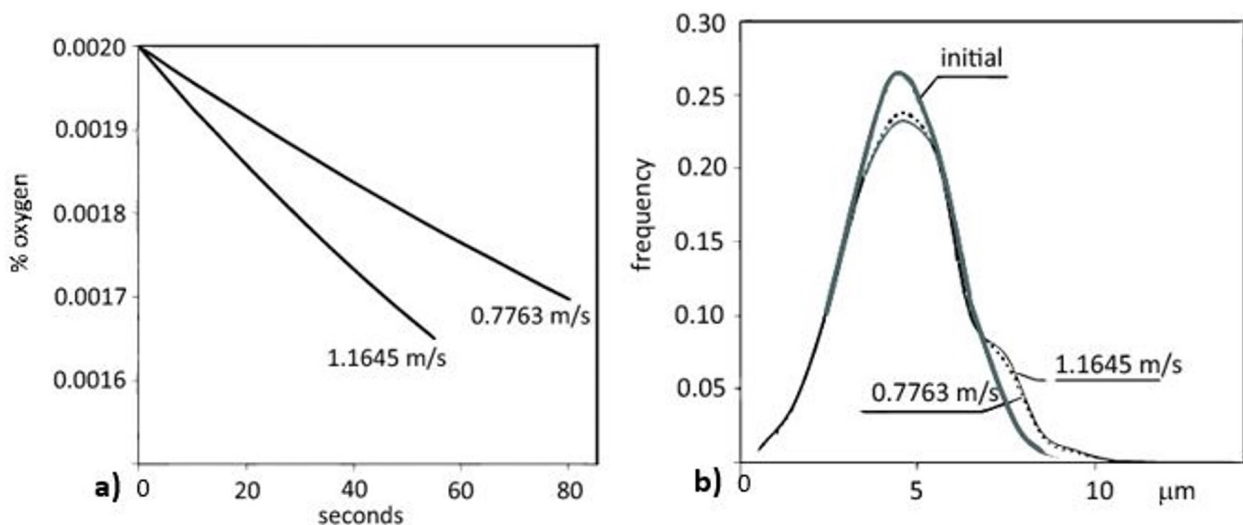 0.0020
0.0019
0.0018
0.0017
0.0016
% oxygen
0.7763 m/s
1.1645 m/s
a)
0 20 40 60 80
seconds
0.30
0.25
0.20
0.15
0.10
0.05
frequency
initial
1.1645 m/s
0.7763 m/s
b)
0 5 10 μm